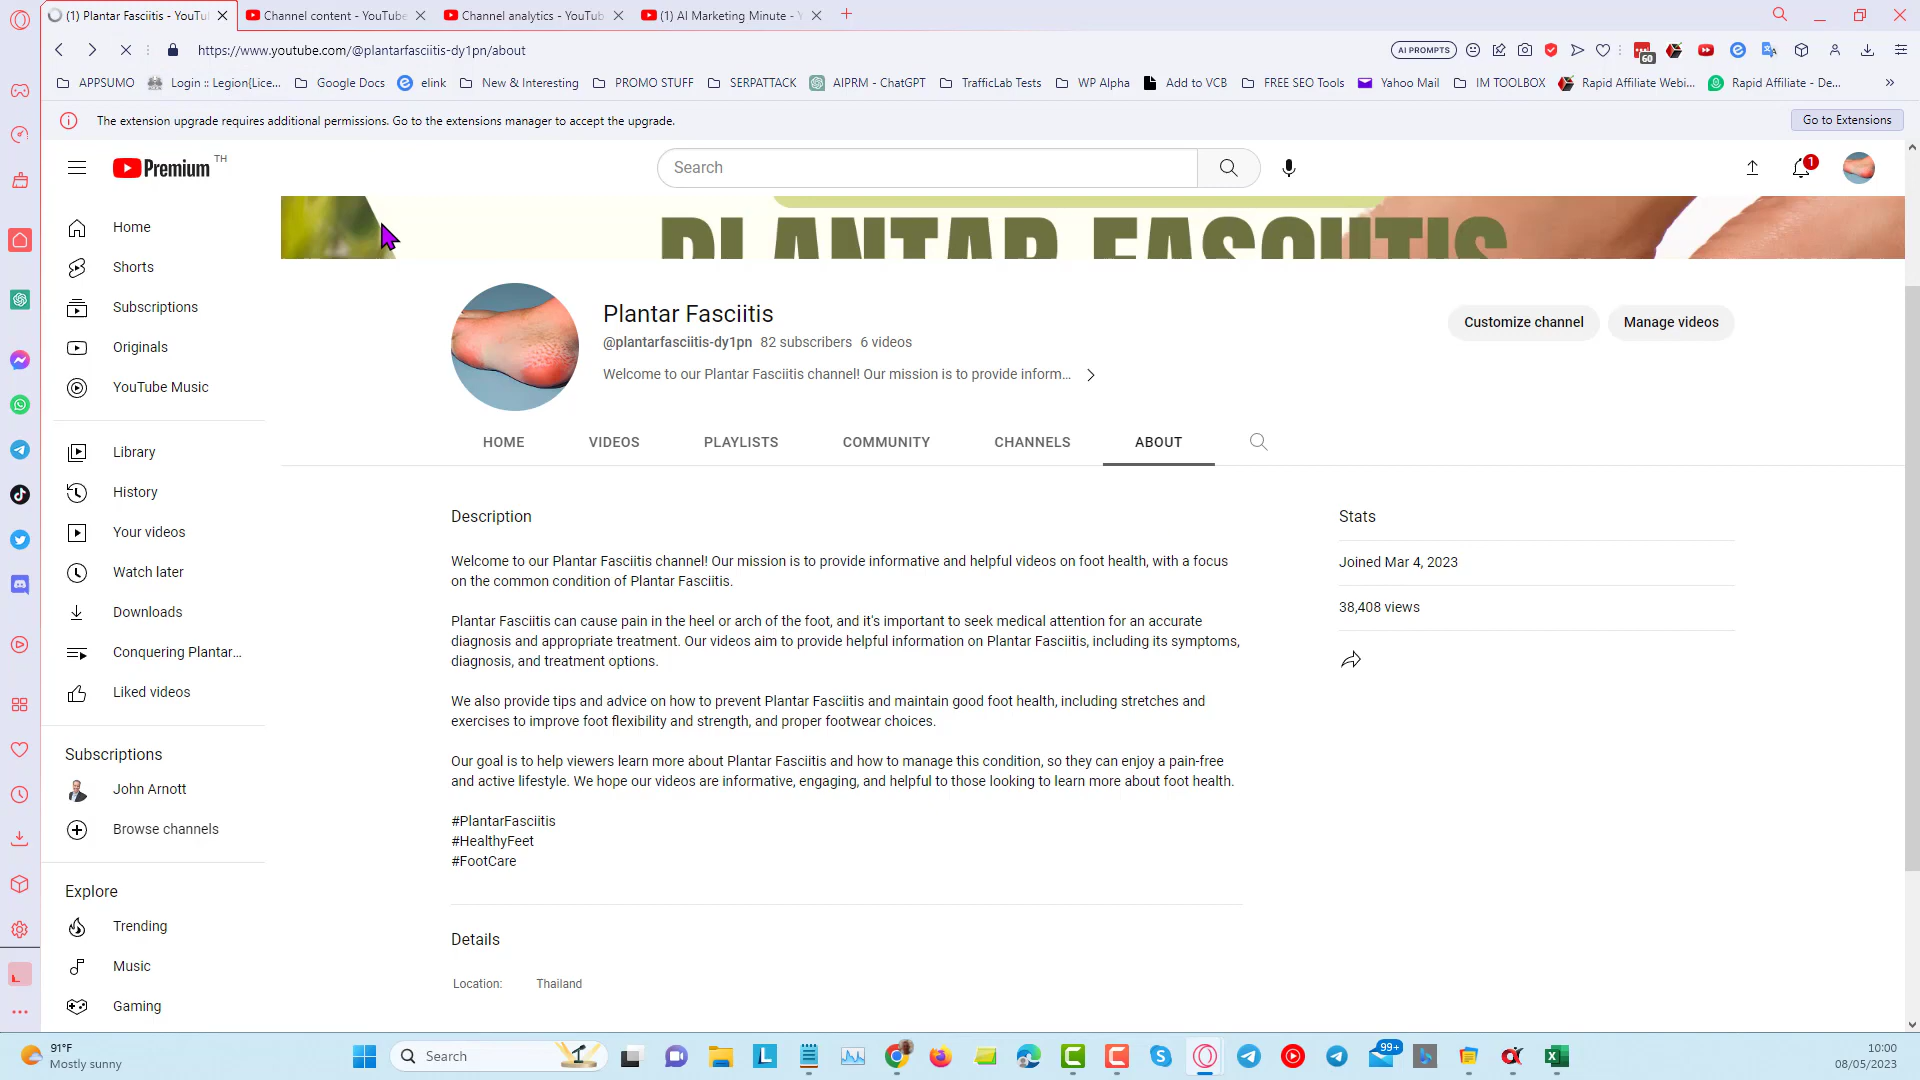 (1) Plantar Fasciitis - YouTu
Channel content - YouTube
Channel analytics - YouTub
(1) AI Marketing Minute - Y
https://www.youtube.com/@plantarfasciitis-dy1pn/about
AI PROMPTS
60
APPSUMO
Login :: Legion{Lice...
Google Docs
elink
New & Interesting
PROMO STUFF
SERPATTACK
AIPRM - ChatGPT
TrafficLab Tests
WP Alpha
Add to VCB
FREE SEO Tools
Yahoo Mail
IM TOOLBOX
Rapid Affiliate Webi...
Rapid Affiliate - De...
The extension upgrade requires additional permissions. Go to the extensions manager to accept the upgrade.
Go to Extensions
Premium TH
Search
1
PLANTAR FASCIITIS
Home
Shorts
Subscriptions
Originals
YouTube Music
Library
History
Your videos
Watch later
Downloads
Conquering Plantar...
Liked videos
Subscriptions
John Arnott
Browse channels
Explore
Trending
Music
Gaming
Plantar Fasciitis
@plantarfasciitis-dy1pn 82 subscribers 6 videos
Welcome to our Plantar Fasciitis channel! Our mission is to provide inform...
Customize channel
Manage videos
HOME
VIDEOS
PLAYLISTS
COMMUNITY
CHANNELS
ABOUT
Description
Welcome to our Plantar Fasciitis channel! Our mission is to provide informative and helpful videos on foot health, with a focus
on the common condition of Plantar Fasciitis.
Plantar Fasciitis can cause pain in the heel or arch of the foot, and it's important to seek medical attention for an accurate
diagnosis and appropriate treatment. Our videos aim to provide helpful information on Plantar Fasciitis, including its symptoms,
diagnosis, and treatment options.
We also provide tips and advice on how to prevent Plantar Fasciitis and maintain good foot health, including stretches and
exercises to improve foot flexibility and strength, and proper footwear choices.
Our goal is to help viewers learn more about Plantar Fasciitis and how to manage this condition, so they can enjoy a pain-free
and active lifestyle. We hope our videos are informative, engaging, and helpful to those looking to learn more about foot health.
#PlantarFasciitis
#HealthyFeet
#FootCare
Details
Location: Thailand
Stats
Joined Mar 4, 2023
38,408 views
91°F
Mostly sunny
Search
99+
10:00
08/05/2023